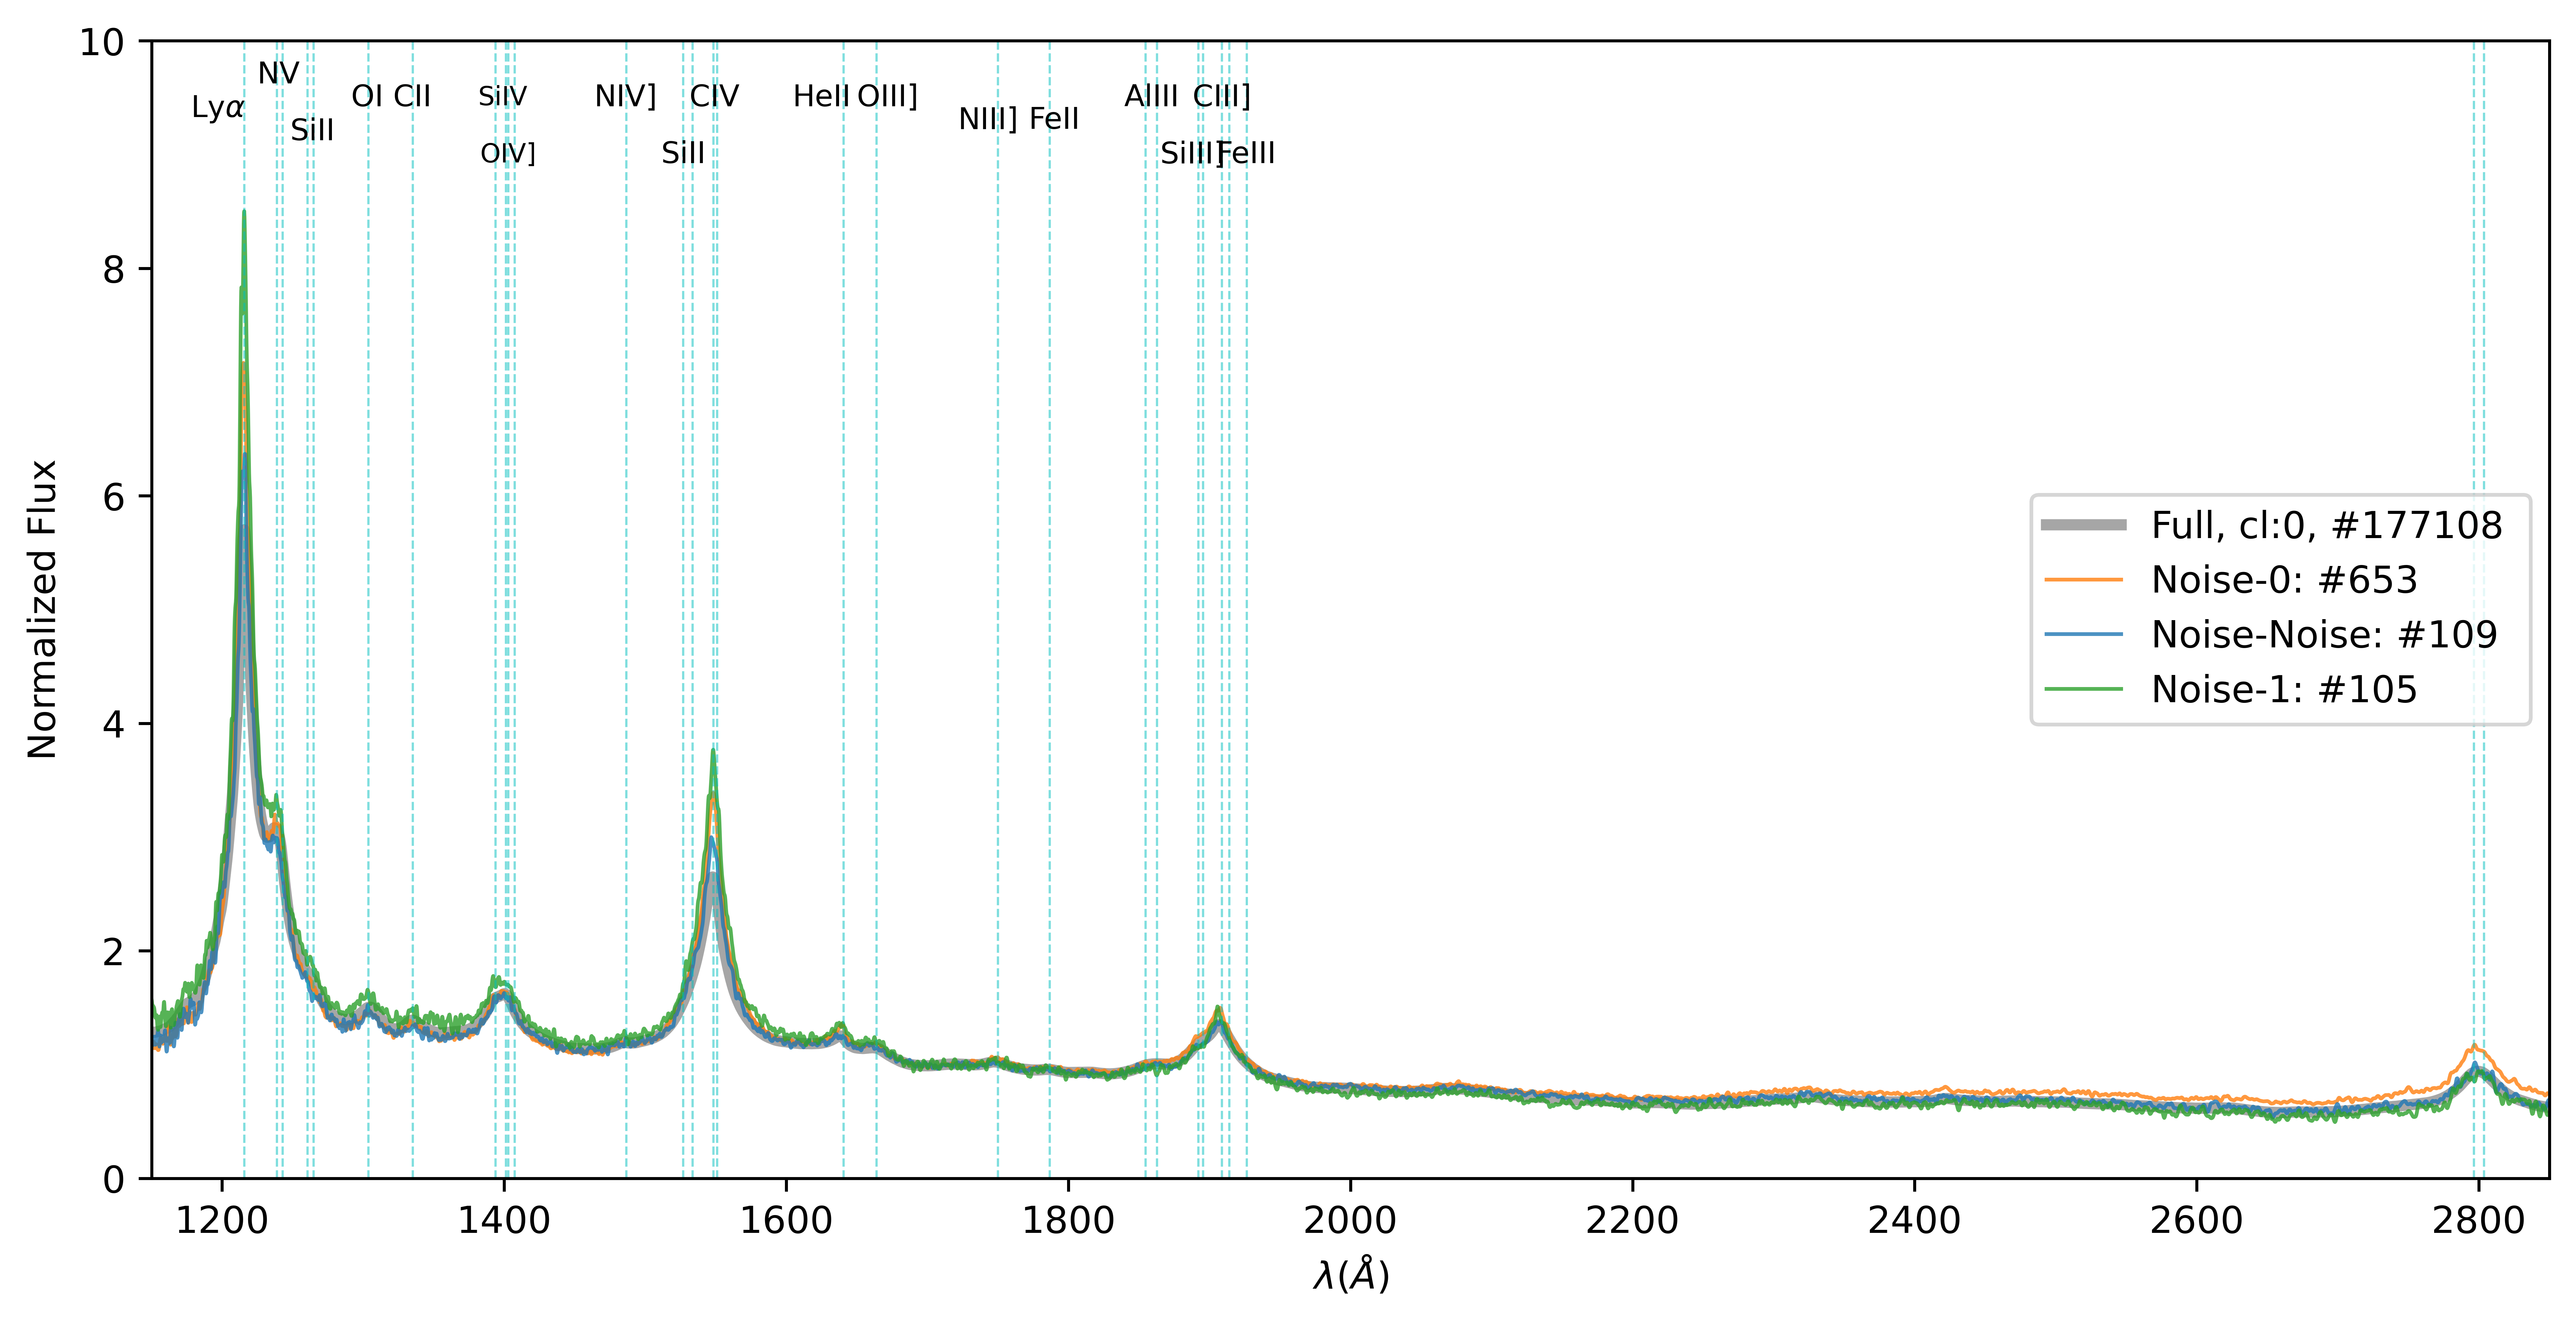 10
8
6
4
2
0
Normalized Flux
Lyα
NV
SiII
OI CII
SiIV
OIV]
NIV]
SiII
CIV
HeII OIII]
NIII] FeII
AlIII
CIII]
SiIII]
FeIII
Full, cl:0, #177108
Noise-0: #653
Noise-Noise: #109
Noise-1: #105
1200 1400 1600 1800 2000 2200 2400 2600 2800
λ(Å)